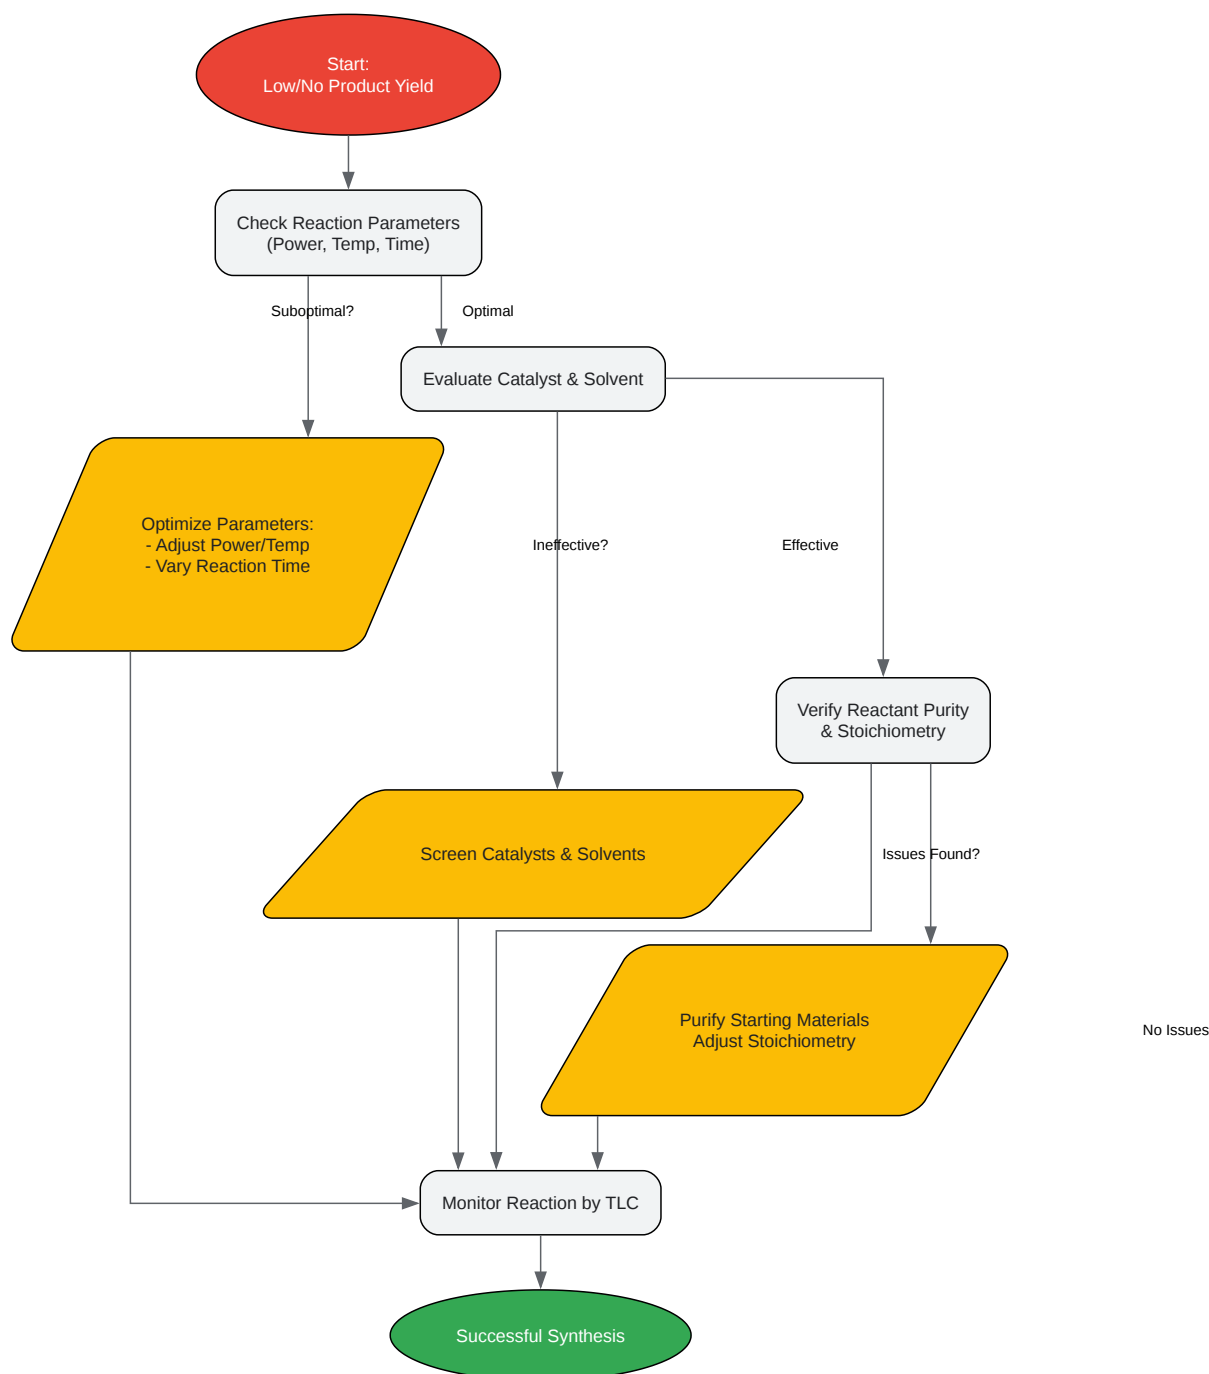 Start:
Low/No Product Yield
Check Reaction Parameters
(Power, Temp, Time)
Suboptimal?
Optimal
Evaluate Catalyst & Solvent
Optimize Parameters:
- Adjust Power/Temp
- Vary Reaction Time
Ineffective?
Effective
Verify Reactant Purity
& Stoichiometry
Screen Catalysts & Solvents
Issues Found?
Purify Starting Materials
Adjust Stoichiometry
No Issues
Monitor Reaction by TLC
Successful Synthesis